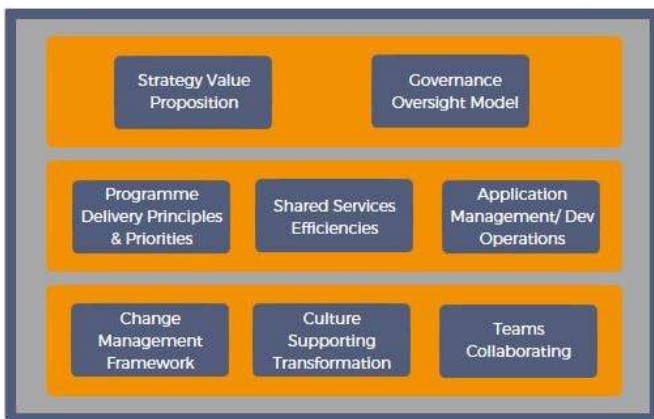 Strategy Value
Proposition
Governance
Oversight Model
Programme
Delivery Principles
& Priorities
Shared Services
Efficiencies
Application
Management/ Dev
Operations
Change
Management
Framework
Culture
Supporting
Transformation
Teams
Collaborating